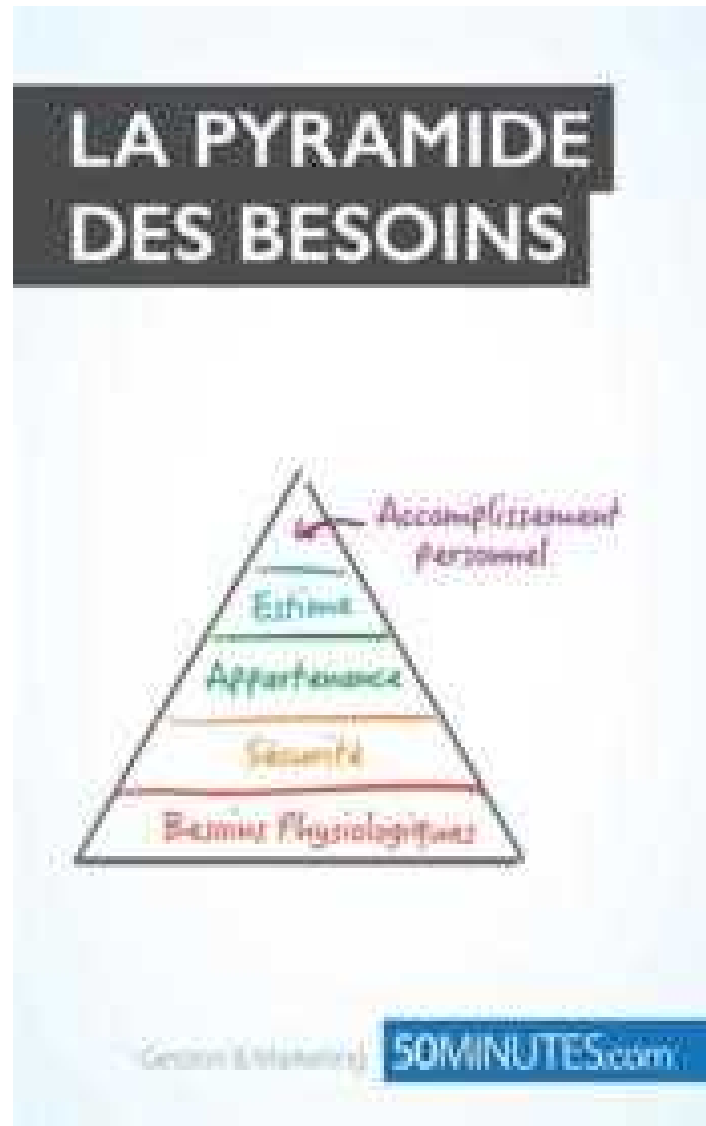 LA PYRAMIDE
DES BESOINS
Accomplissement
personnel
Estime
Appartenance
Sécurité
Besoins Physiologiques
Gestion & Marketing
50MINUTES.com